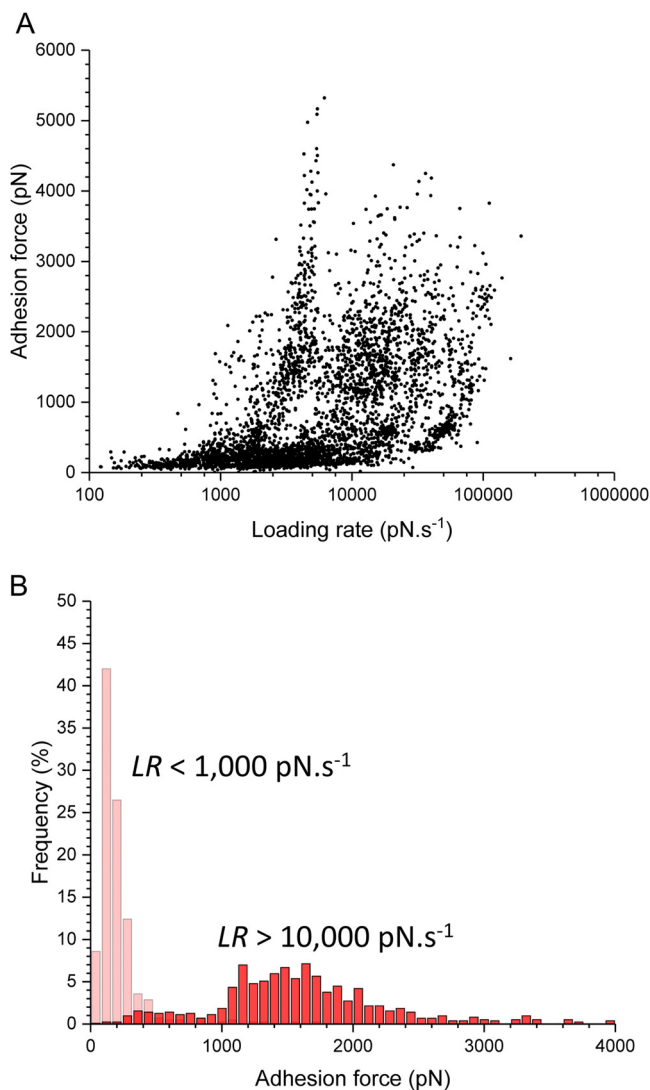 A
6000
5000
4000
3000
2000
1000
0
Adhesion force (pN)
100 1000 10000 100000 1000000
Loading rate (pN.s⁻¹)
B
50
45
40
35
30
25
20
15
10
5
0
Frequency (%)
LR < 1,000 pN.s⁻¹
LR > 10,000 pN.s⁻¹
0 1000 2000 3000 4000
Adhesion force (pN)